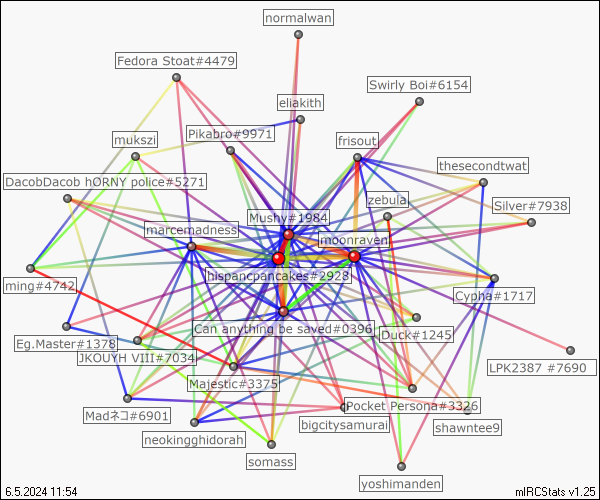 normalwan
Fedora Stoat#4479
Swirly Boi#6154
eliakith
mukszi
Pikabro#9971
frisout
thesecondtwat
DacobDacob hORNY police#5271
zebula
Silver#7938
Mushy#1984
marcemadness
moonraven
hispancpancakes#2928
ming#4742
Cypha#1717
Can anything be saved#0396
Eg.Master#1378
Duck#1245
JKOUYH VIII#7034
LPK2387 #7690
Majestic#3375
Madネコ#6901
Pocket Persona#3326
neokingghidorah
bigcitysamurai
shawntee9
somass
yoshimanden
6.5.2024 11:54
mIRCStats v1.25